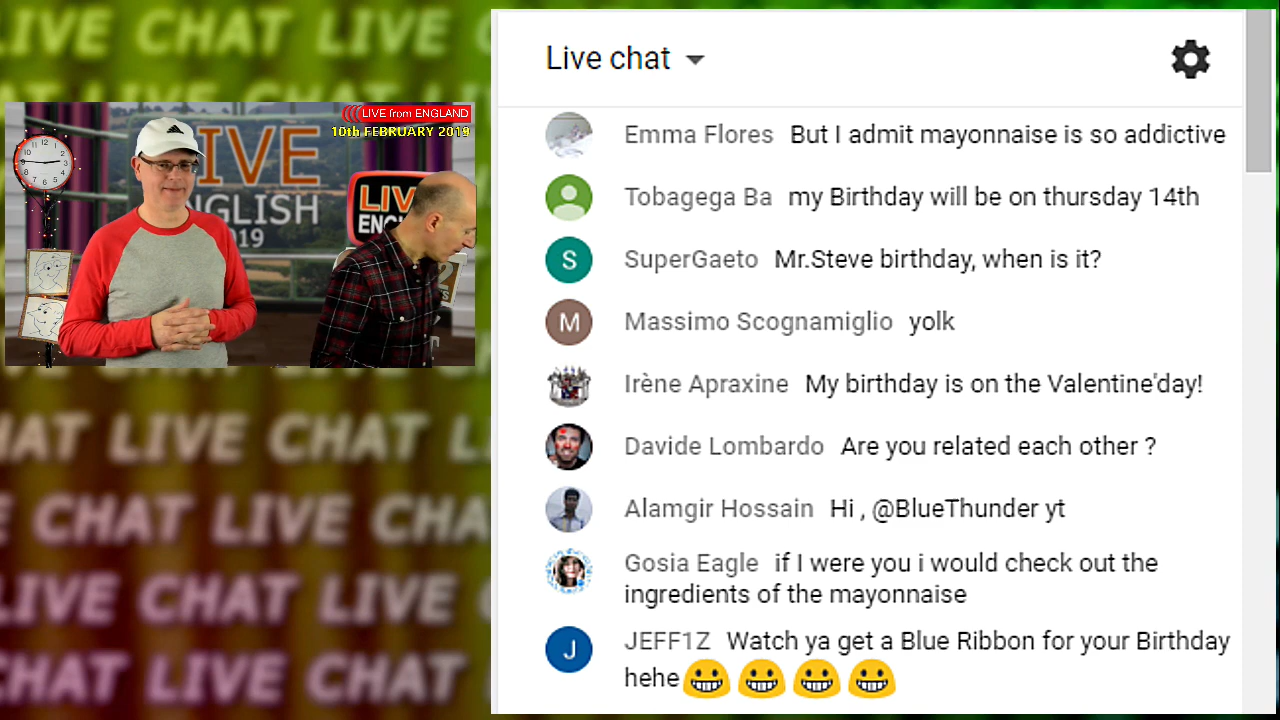 LIVE CHAT LIVE
LIVE from ENGLAND
10th FEBRUARY 2019
LIVE
ENGLISH
2019
LIV
ENG
Live chat
Emma Flores But I admit mayonnaise is so addictive
Tobagega Ba my Birthday will be on thursday 14th
S
SuperGaeto Mr.Steve birthday, when is it?
M
Massimo Scognamiglio yolk
Irène Apraxine My birthday is on the Valentine'day!
Davide Lombardo Are you related each other ?
Alamgir Hossain Hi , @BlueThunder yt
Gosia Eagle if I were you i would check out the
ingredients of the mayonnaise
J
JEFF1Z Watch ya get a Blue Ribbon for your Birthday
hehe😀😀😀😀
CHAT LIVE
HAT LIVE CHAT L
E CHAT LIVE CHA
LIVE CHAT LIVE
CHAT LIVE CHAT